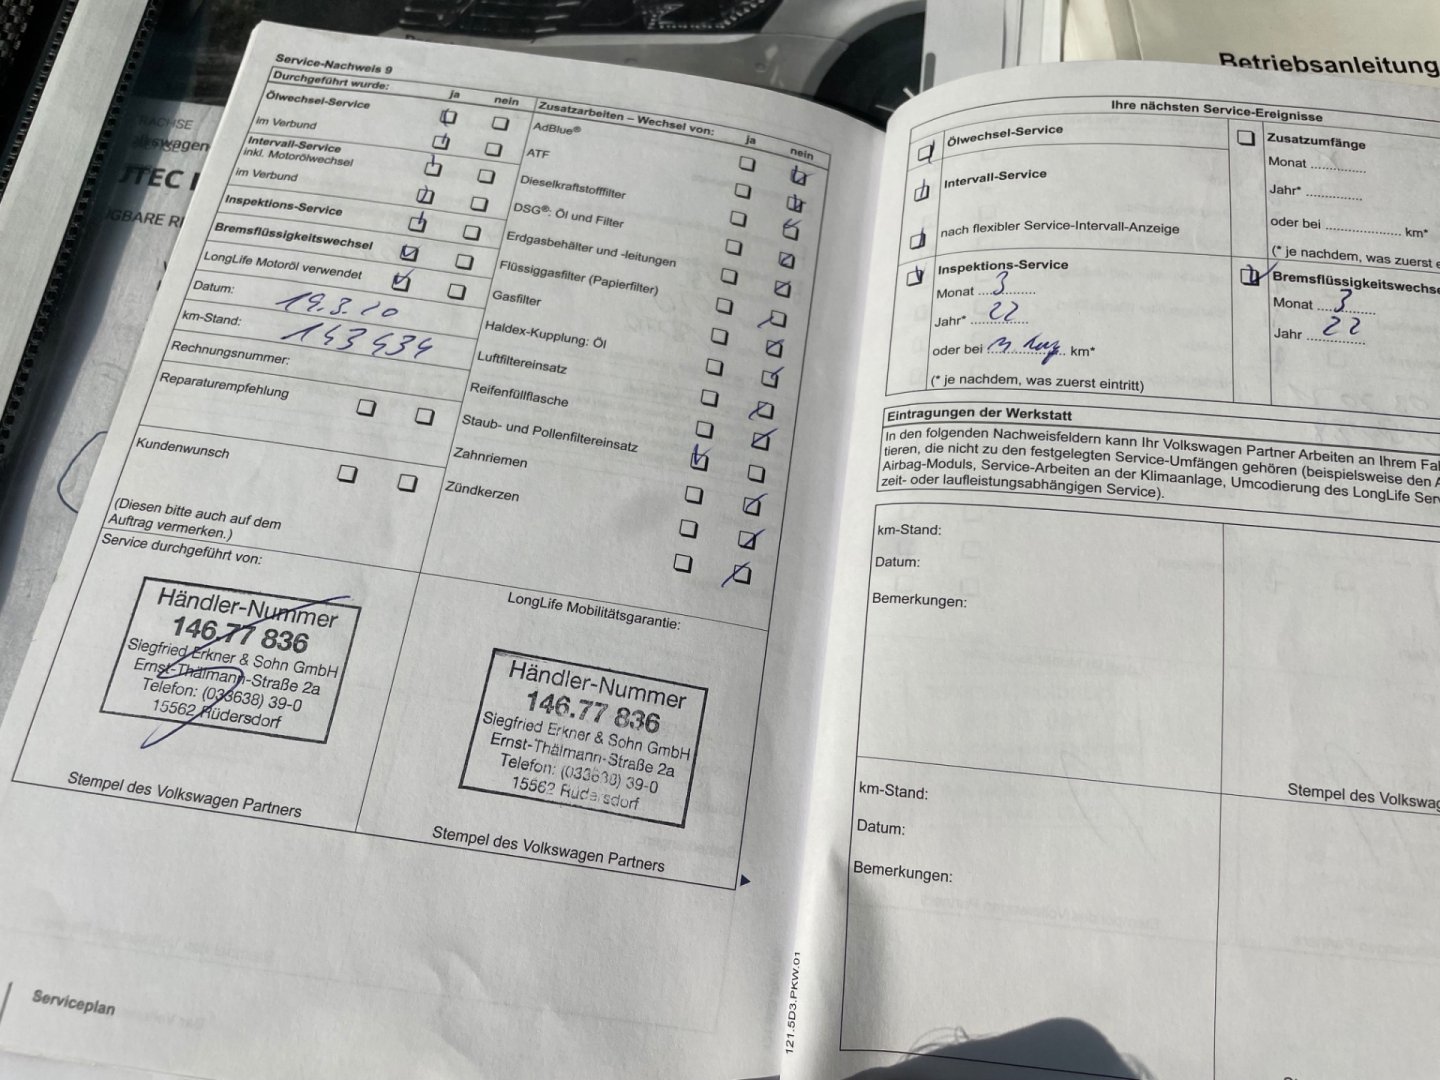 Betriebsanleitung
Service-Nachweis 9
Durchgeführt wurde:
ja
nein
Ölwechsel-Service
im Verbund
Intervall-Service
inkl. Motorölwechsel
im Verbund
Inspektions-Service
Bremsflüssigkeitswechsel
LongLife Motoröl verwendet
Datum:
19.3.20
km-Stand:
143434
Rechnungsnummer:
Reparaturempfehlung
Kundenwunsch
(Diesen bitte auch auf dem
Auftrag vermerken.)
Service durchgeführt von:
Händler-Nummer
146.77 836
Siegfried Erkner & Sohn GmbH
Ernst-Thälmann-Straße 2a
Telefon: (033638) 39-0
15562 Rüdersdorf
Stempel des Volkswagen Partners
Zusatzarbeiten – Wechsel von:
ja
nein
AdBlue®
ATF
Dieselkraftstofffilter
DSG®: Öl und Filter
Erdgasbehälter und -leitungen
Flüssiggasfilter (Papierfilter)
Gasfilter
Haldex-Kupplung: Öl
Luftfiltereinsatz
Reifenfüllflasche
Staub- und Pollenfiltereinsatz
Zahnriemen
Zündkerzen
LongLife Mobilitätsgarantie:
Händler-Nummer
146.77 836
Siegfried Erkner & Sohn GmbH
Ernst-Thälmann-Straße 2a
Telefon: (033638) 39-0
15562 Rüdersdorf
Stempel des Volkswagen Partners
Serviceplan
121.5D3.PKW.01
Ihre nächsten Service-Ereignisse
Ölwechsel-Service
Intervall-Service
nach flexibler Service-Intervall-Anzeige
Inspektions-Service
Monat 3
Jahr* 22
oder bei km*
(* je nachdem, was zuerst eintritt)
Zusatzumfänge
Monat
Jahr*
oder bei km*
(* je nachdem, was zuerst e
Bremsflüssigkeitswechse
Monat 3
Jahr 22
Eintragungen der Werkstatt
In den folgenden Nachweisfeldern kann Ihr Volkswagen Partner Arbeiten an Ihrem Fa
tieren, die nicht zu den festgelegten Service-Umfängen gehören (beispielsweise den A
Airbag-Moduls, Service-Arbeiten an der Klimaanlage, Umcodierung des LongLife Ser
zeit- oder laufleistungsabhängigen Service).
km-Stand:
Datum:
Bemerkungen:
Stempel des Volkswag
km-Stand:
Datum:
Bemerkungen: